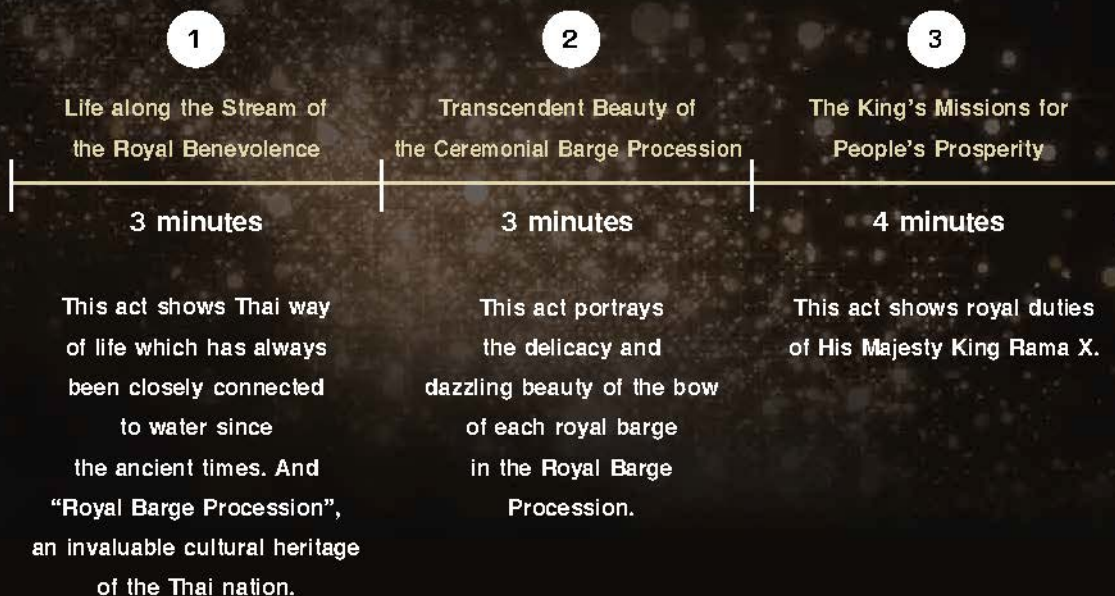 1
Life along the Stream of
the Royal Benevolence
3 minutes
This act shows Thai way
of life which has always
been closely connected
to water since
the ancient times. And
“Royal Barge Procession”,
an invaluable cultural heritage
of the Thai nation.
2
Transcendent Beauty of
the Ceremonial Barge Procession
3 minutes
This act portrays
the delicacy and
dazzling beauty of the bow
of each royal barge
in the Royal Barge
Procession.
3
The King’s Missions for
People’s Prosperity
4 minutes
This act shows royal duties
of His Majesty King Rama X.